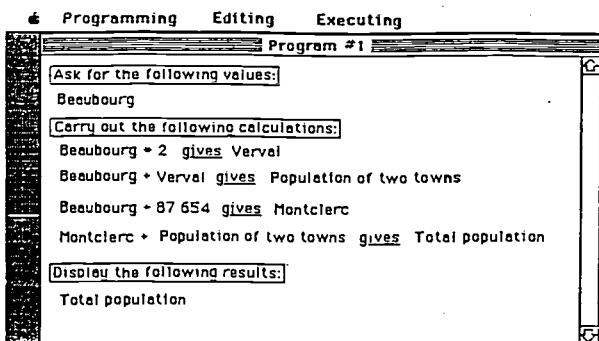 Programming Editing Executing
Program #1
Ask for the following values:
Beaubourg
Carry out the following calculations:
Beaubourg * 2 gives Verval
Beaubourg + Verval gives Population of two towns
Beaubourg + 87 654 gives Montclerc
Montclerc + Population of two towns gives Total population
Display the following results:
Total population